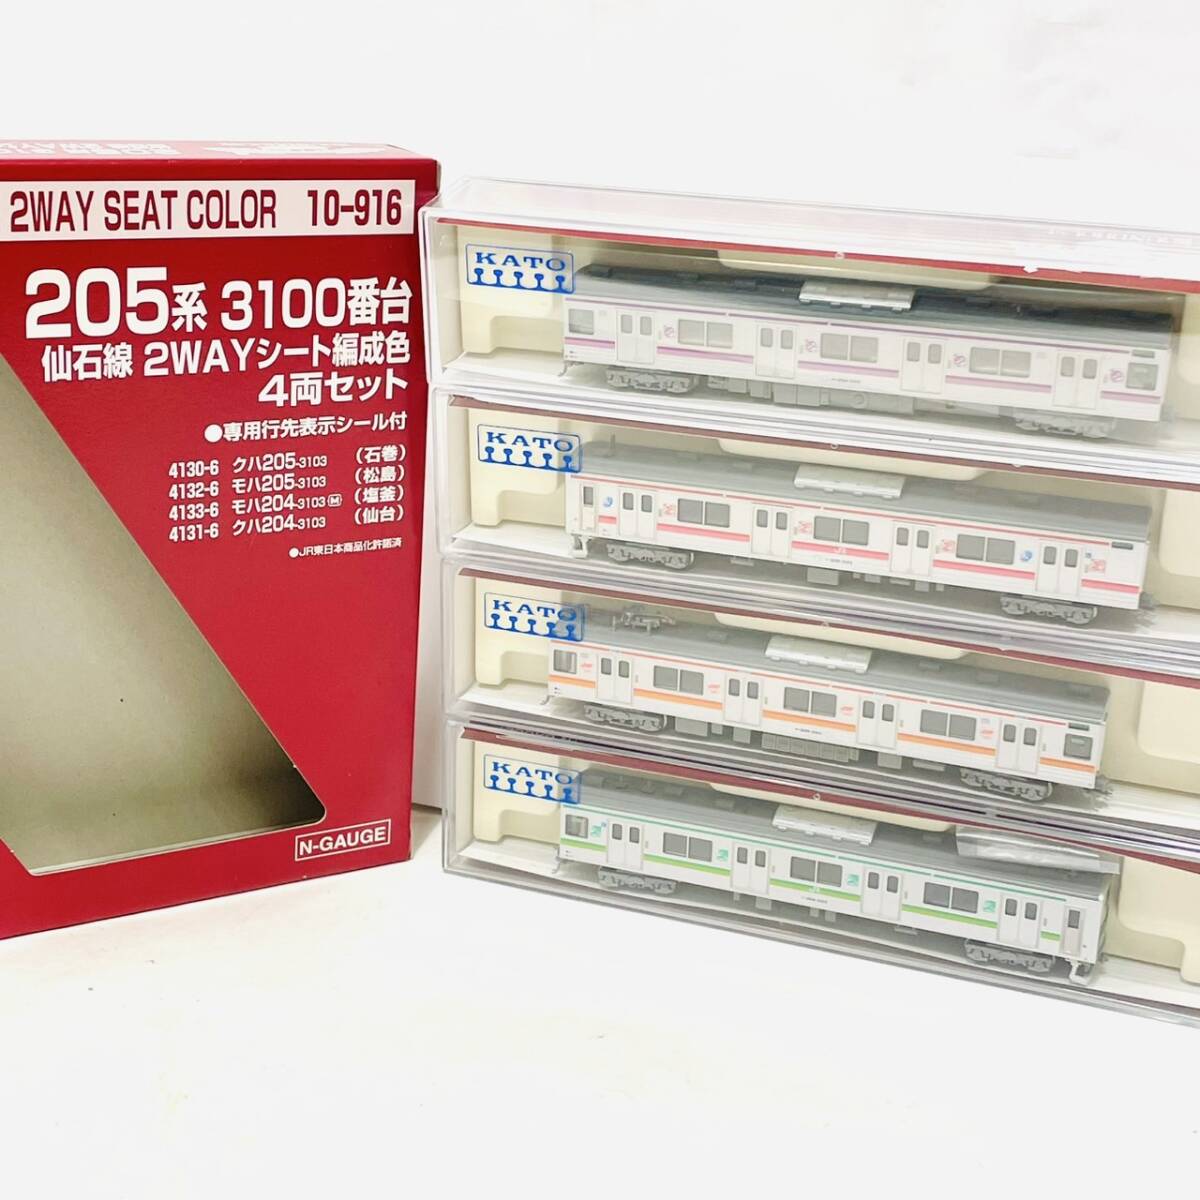 2WAY SEAT COLOR 10-916
205系 3100番台
仙石線 2WAYシート編成色
4両セット
●専用行先表示シール付
4130-6 クハ205-3103 (石巻)
4132-6 モハ205-3103 (松島)
4133-6 モハ204-3103 M (塩釜)
4131-6 クハ204-3103 (仙台)
●JR東日本商品化許諾済
N-GAUGE
KATO
KATO
KATO
KATO